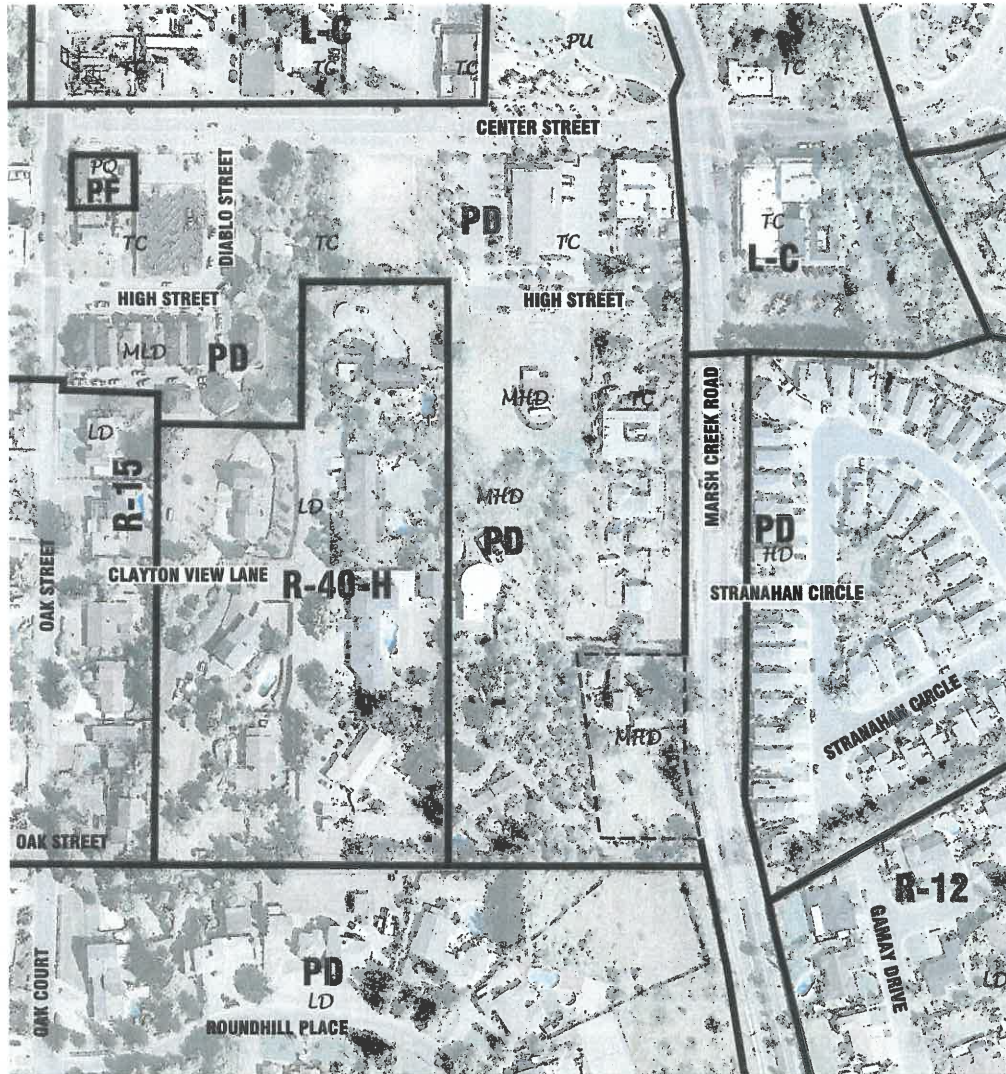 L-C
TC
TC
PU
TC
CENTER STREET
PQ
PF
DIABLO STREET
TC
TC
PD
TC
TC
L-C
HIGH STREET
HIGH STREET
MLD
PD
MHD
TC
MARSH CREEK ROAD
LD
R-15
LD
MHD
PD
PD
HD
OAK STREET
CLAYTON VIEW LANE
R-40-H
STRANAHAN CIRCLE
STRANAHAM CIRCLE
MHD
OAK STREET
R-12
GAMAY DRIVE
LD
OAK COURT
PD
LD
ROUNDHILL PLACE